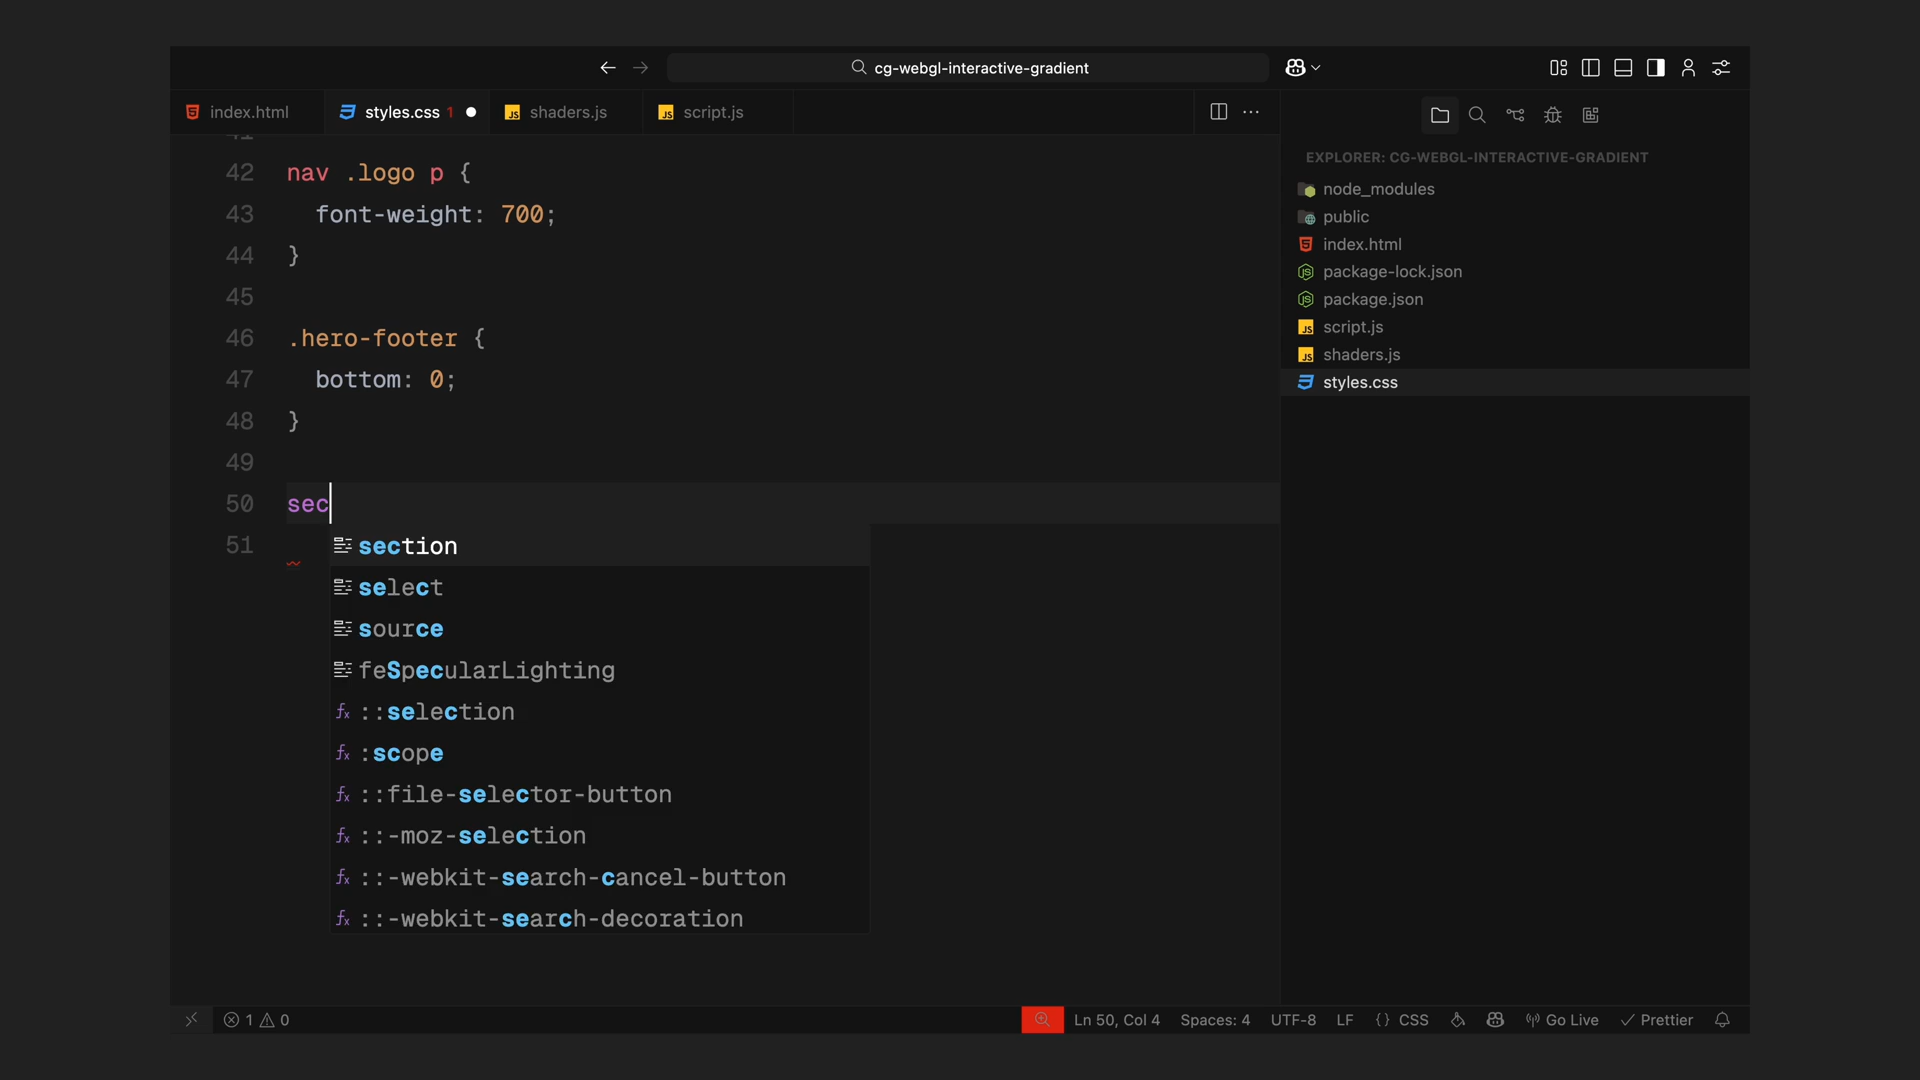 cg-webgl-interactive-gradient
index.html
styles.css 1
shaders.js
script.js
41
42 nav .logo p {
43 font-weight: 700;
44 }
45
46 .hero-footer {
47 bottom: 0;
48 }
49
50 sec
51
section
select
source
feSpecularLighting
::selection
:scope
::file-selector-button
::-moz-selection
::-webkit-search-cancel-button
::-webkit-search-decoration
EXPLORER: CG-WEBGL-INTERACTIVE-GRADIENT
node_modules
public
index.html
package-lock.json
package.json
script.js
shaders.js
styles.css
1 0 Ln 50, Col 4 Spaces: 4 UTF-8 LF {} CSS Go Live Prettier